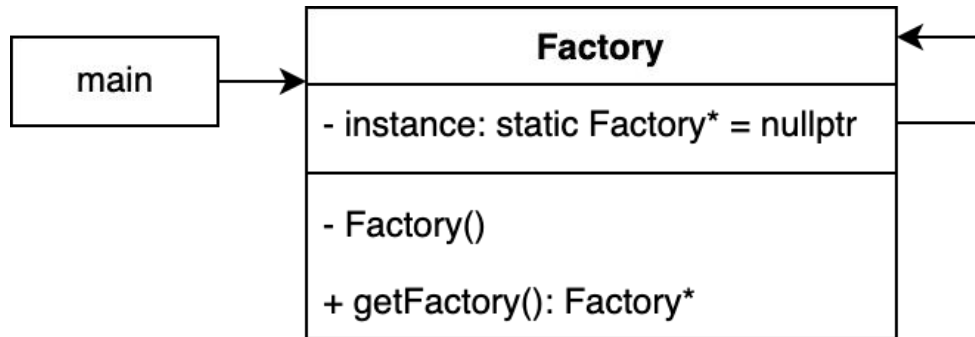 main
Factory
- instance: static Factory* = nullptr
- Factory()
+ getFactory(): Factory*